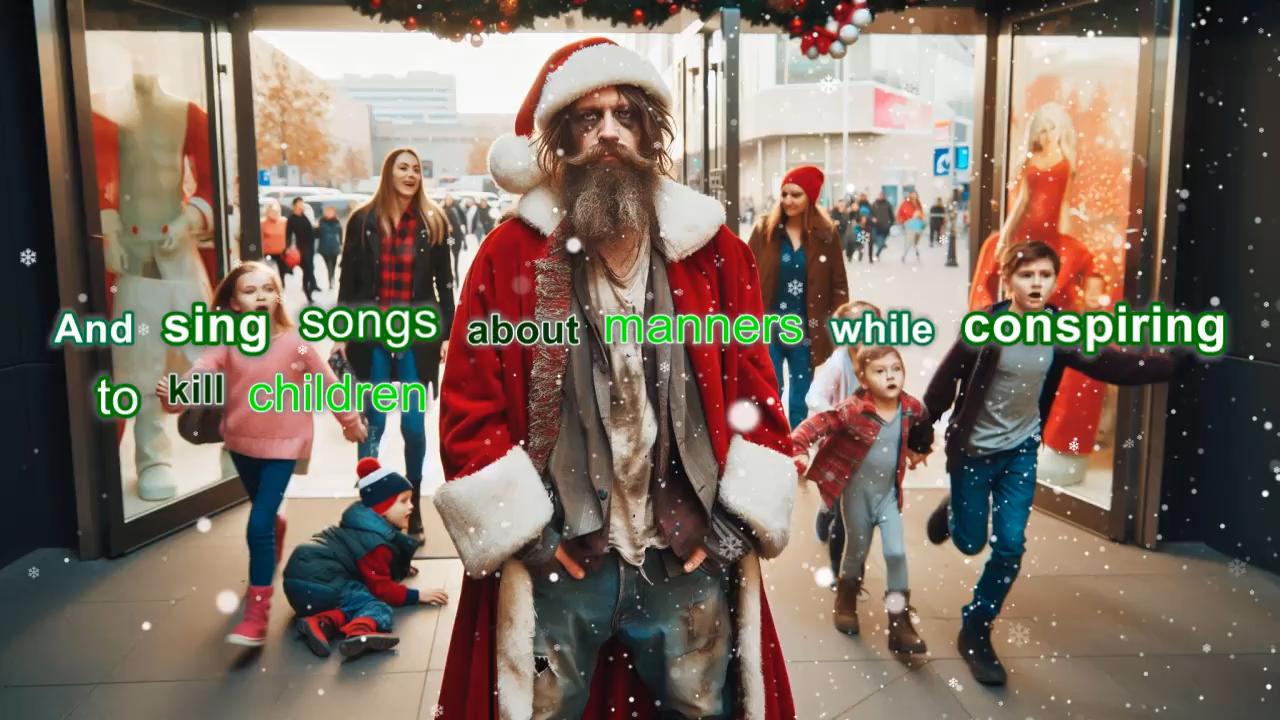 And sing songs about manners while conspiring
to kill children